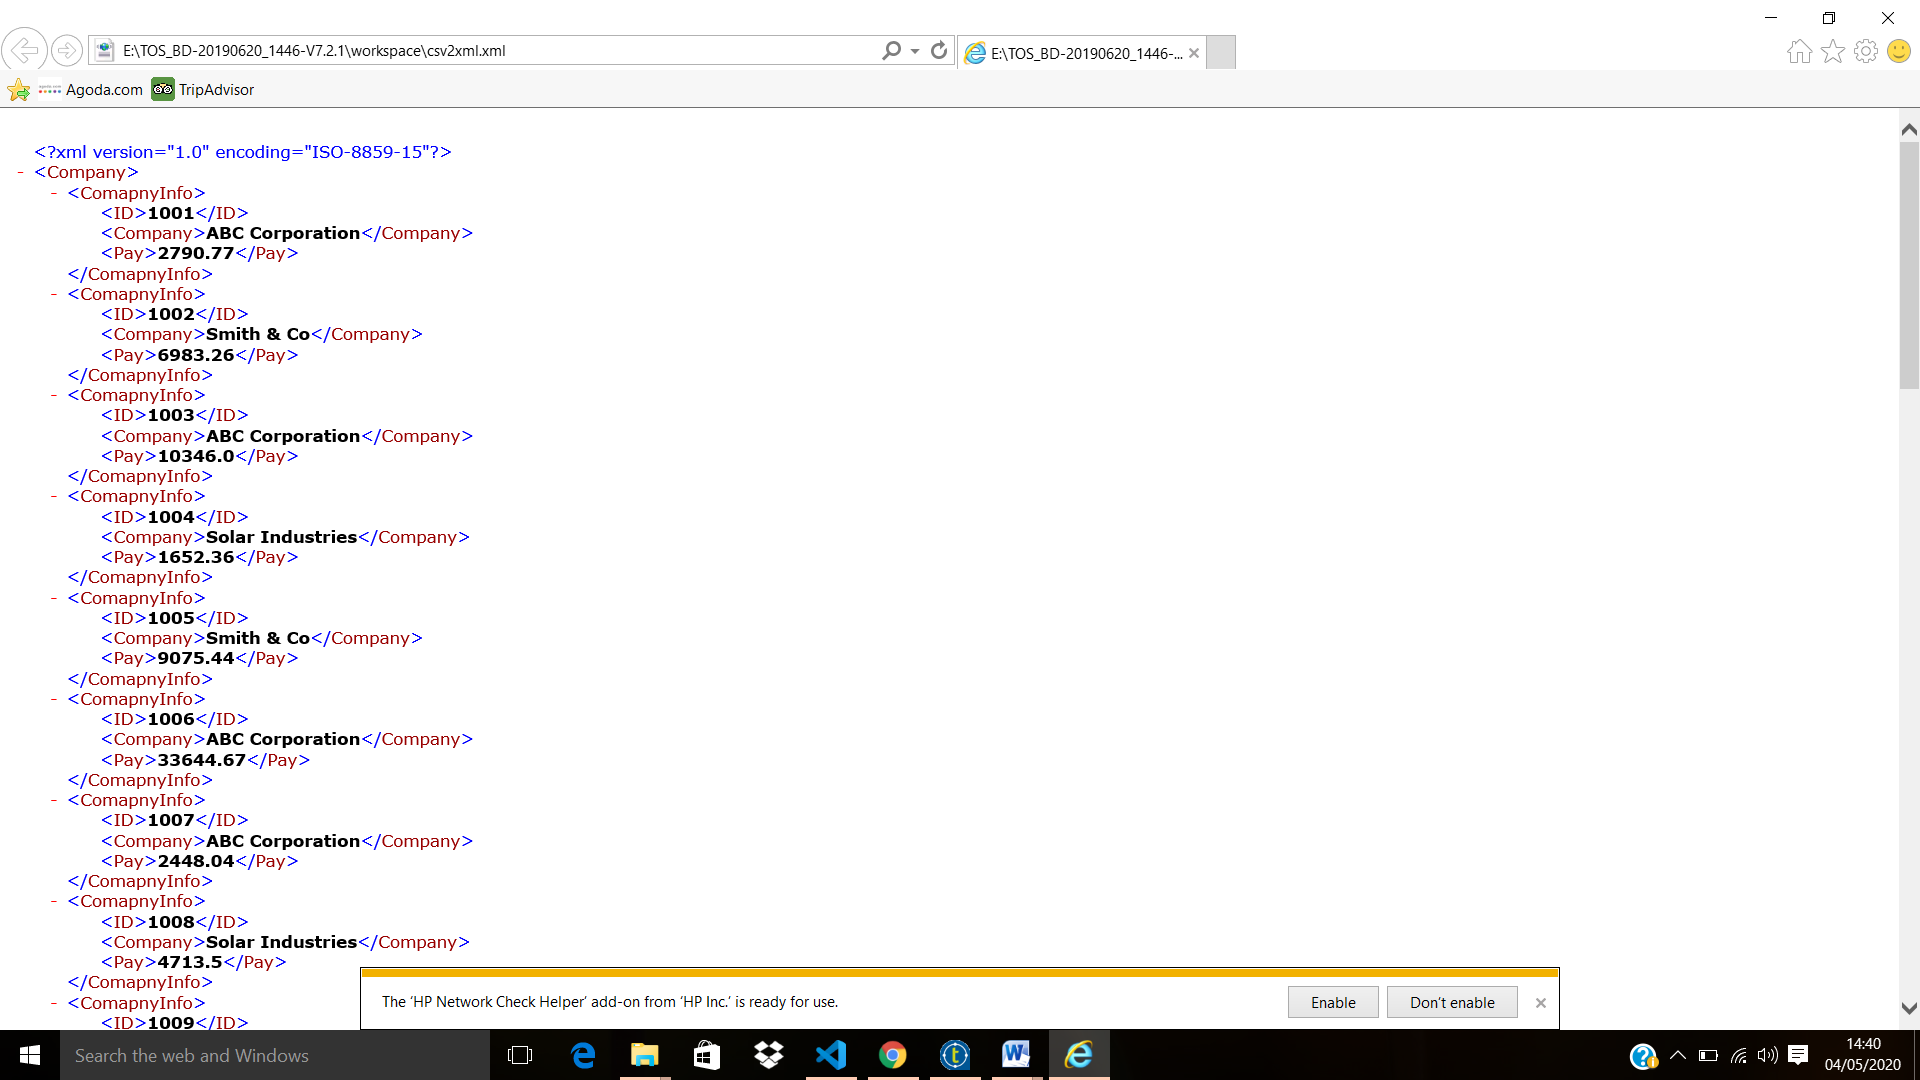 E:\TOS_BD-20190620_1446-V7.2.1\workspace\csv2xml.xml
E:\TOS_BD-20190620_1446-...
Agoda.com
TripAdvisor
<?xml version="1.0" encoding="ISO-8859-15"?>
- <Company>
- <ComapnyInfo>
<ID>1001</ID>
<Company>ABC Corporation</Company>
<Pay>2790.77</Pay>
</ComapnyInfo>
- <ComapnyInfo>
<ID>1002</ID>
<Company>Smith & Co</Company>
<Pay>6983.26</Pay>
</ComapnyInfo>
- <ComapnyInfo>
<ID>1003</ID>
<Company>ABC Corporation</Company>
<Pay>10346.0</Pay>
</ComapnyInfo>
- <ComapnyInfo>
<ID>1004</ID>
<Company>Solar Industries</Company>
<Pay>1652.36</Pay>
</ComapnyInfo>
- <ComapnyInfo>
<ID>1005</ID>
<Company>Smith & Co</Company>
<Pay>9075.44</Pay>
</ComapnyInfo>
- <ComapnyInfo>
<ID>1006</ID>
<Company>ABC Corporation</Company>
<Pay>33644.67</Pay>
</ComapnyInfo>
- <ComapnyInfo>
<ID>1007</ID>
<Company>ABC Corporation</Company>
<Pay>2448.04</Pay>
</ComapnyInfo>
- <ComapnyInfo>
<ID>1008</ID>
<Company>Solar Industries</Company>
<Pay>4713.5</Pay>
</ComapnyInfo>
- <ComapnyInfo>
<ID>1009</ID>
The ‘HP Network Check Helper’ add-on from ‘HP Inc.’ is ready for use.
Enable
Don’t enable
Search the web and Windows
14:40
04/05/2020